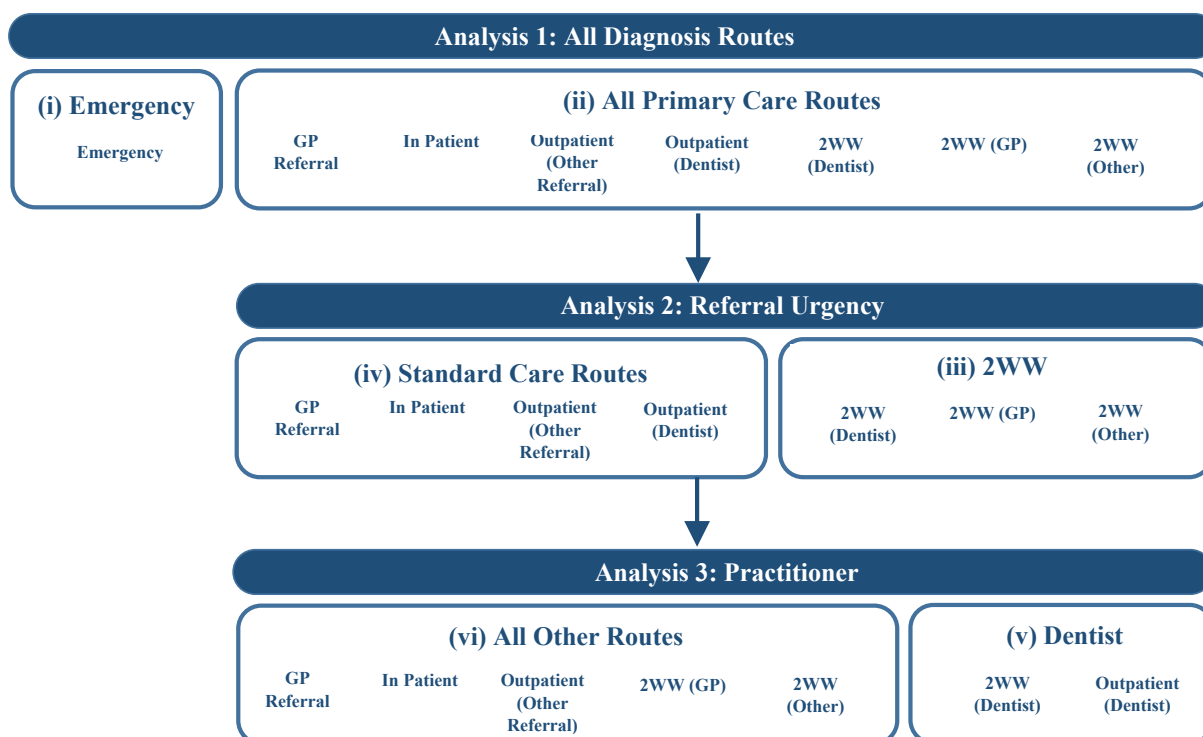 Analysis 1: All Diagnosis Routes
(i) Emergency
Emergency
(ii) All Primary Care Routes
GP
Referral
In Patient
Outpatient
(Other
Referral)
Outpatient
(Dentist)
2WW
(Dentist)
2WW (GP)
2WW
(Other)
Analysis 2: Referral Urgency
(iv) Standard Care Routes
GP
Referral
In Patient
Outpatient
(Other
Referral)
Outpatient
(Dentist)
(iii) 2WW
2WW
(Dentist)
2WW (GP)
2WW
(Other)
Analysis 3: Practitioner
(vi) All Other Routes
GP
Referral
In Patient
Outpatient
(Other
Referral)
2WW (GP)
2WW
(Other)
(v) Dentist
2WW
(Dentist)
Outpatient
(Dentist)